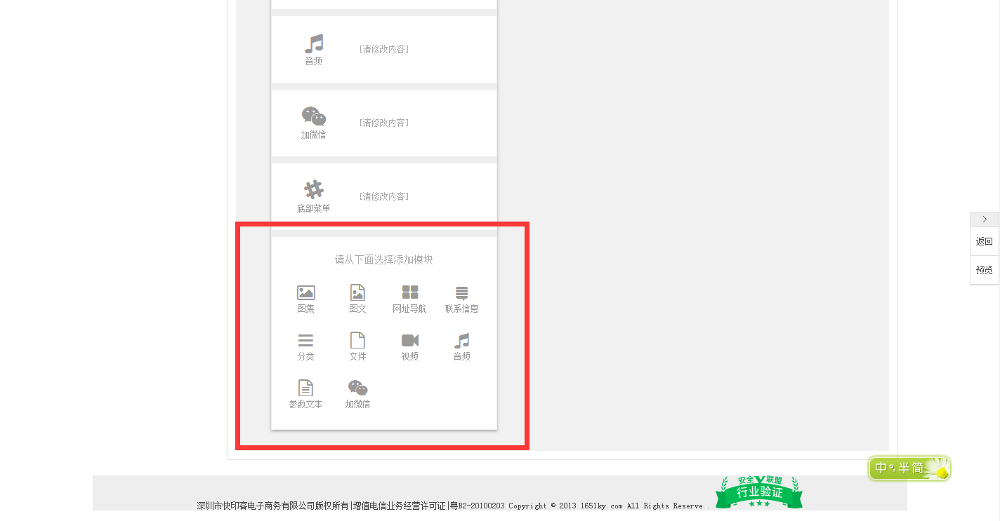 音频
[请修改内容]
加微信
[请修改内容]
底部菜单
[请修改内容]
请从下面选择添加模块
图集 图文 网址导航 联系信息
分类 文件 视频 音频
参数文本 加微信
返回
预览
中°,半简
安全 联盟
行业验证
深圳市快印客电子商务有限公司版权所有|增值电信业务经营许可证|粤B2-20100203 Copyright © 2013 165lky.com All Rights Reserve..